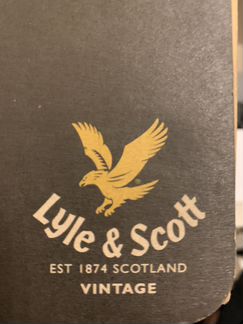 Lyle & Scott
EST 1874 SCOTLAND
VINTAGE